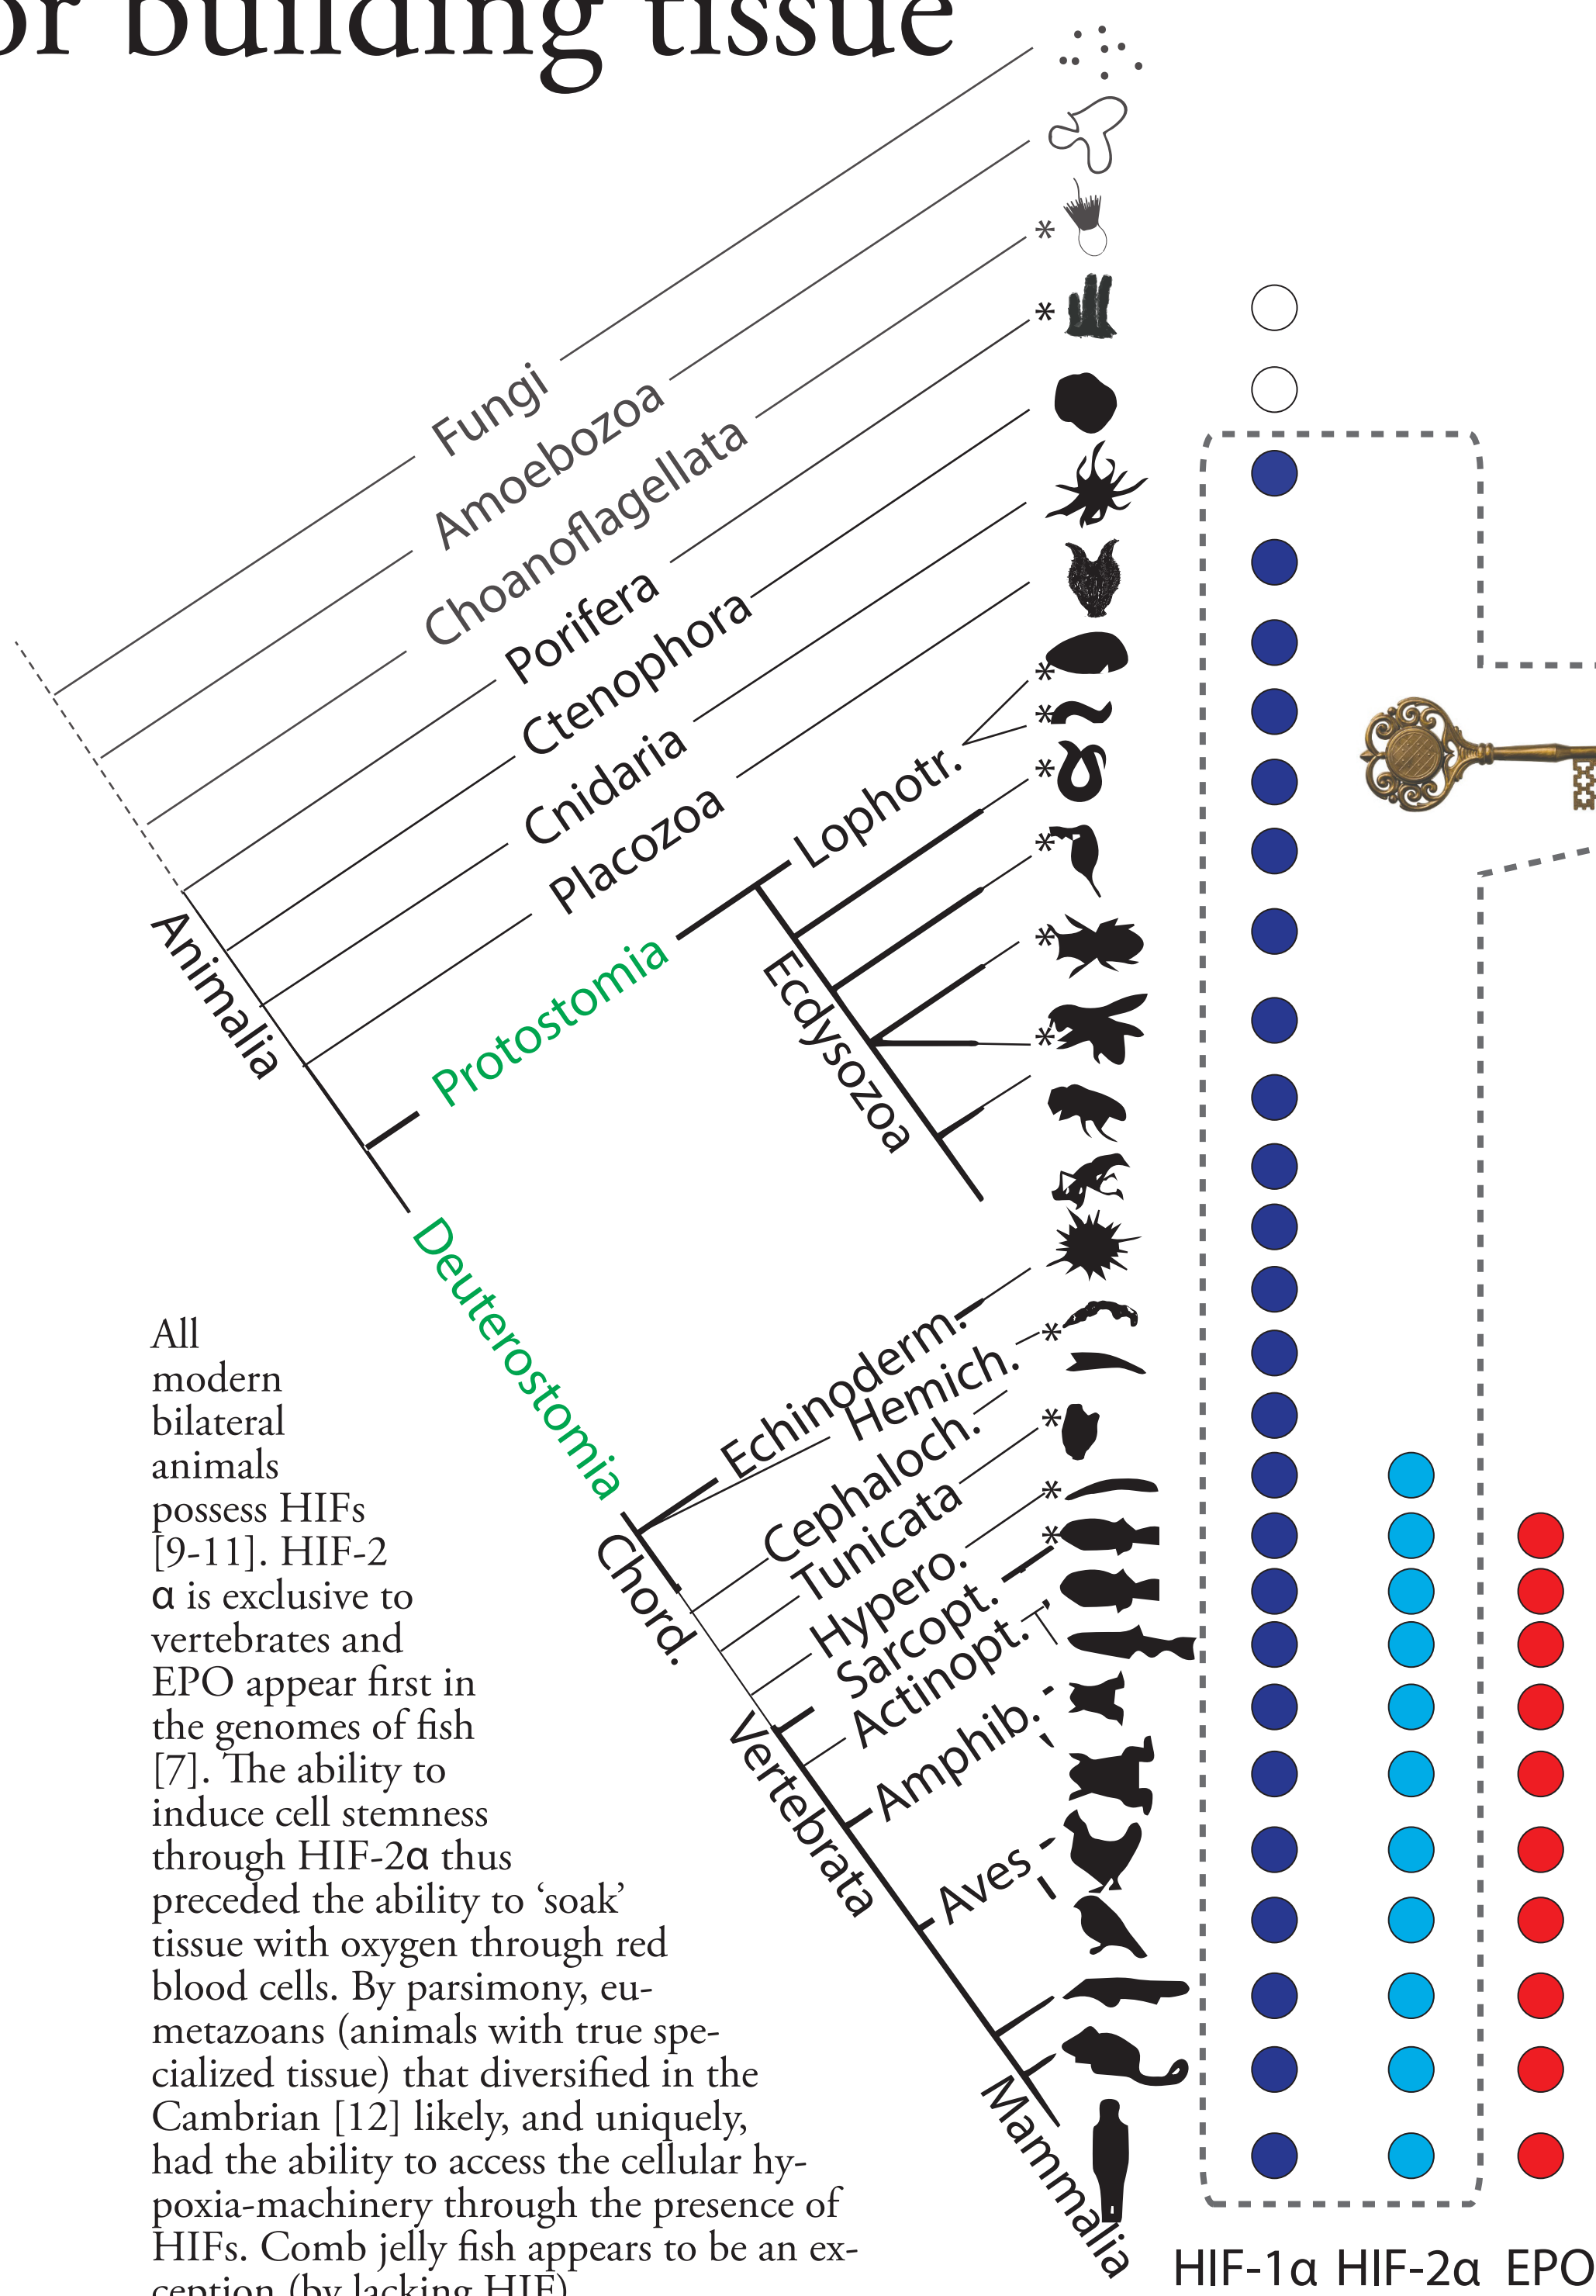 or building tissue
Fungi
Amoebozoa
Choanoflagellata
*
Porifera
*
Ctenophora
Cnidaria
Placozoa
Animalia
Protostomia
Lophotr.
*
*
Ecdysozoa
*
*
*
*
Deuterostomia
Echinoderm.
Hemich.
*
Cephaloch.
Tunicata
*
Hypero.
*
Sarcopt.
*
Actinopt.
Chord.
Amphib.
Vertebrata
Aves
Mammalia
All
modern
bilateral
animals
possess HIFs
[9-11]. HIF-2
α is exclusive to
vertebrates and
EPO appear first in
the genomes of fish
[7]. The ability to
induce cell stemness
through HIF-2α thus
preceded the ability to ‘soak’
tissue with oxygen through red
blood cells. By parsimony, eu-
metazoans (animals with true spe-
cialized tissue) that diversified in the
Cambrian [12] likely, and uniquely,
had the ability to access the cellular hy-
poxia-machinery through the presence of
HIFs. Comb jelly fish appears to be an ex-
ception (by lacking HIF)
HIF-1α HIF-2α EPO